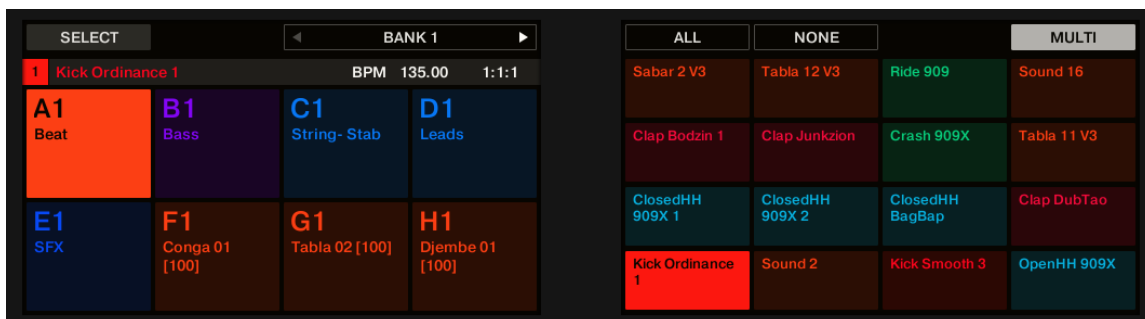 SELECT
BANK 1
1 Kick Ordinance 1 BPM 135.00 1:1:1
A1
Beat
B1
Bass
C1
String- Stab
D1
Leads
E1
SFX
F1
Conga 01
[100]
G1
Tabla 02 [100]
H1
Djembe 01
[100]
ALL
NONE
MULTI
Sabar 2 V3
Tabla 12 V3
Ride 909
Sound 16
Clap Bodzin 1
Clap Junkzion
Crash 909X
Tabla 11 V3
ClosedHH
909X 1
ClosedHH
909X 2
ClosedHH
BagBap
Clap DubTao
Kick Ordinance
1
Sound 2
Kick Smooth 3
OpenHH 909X